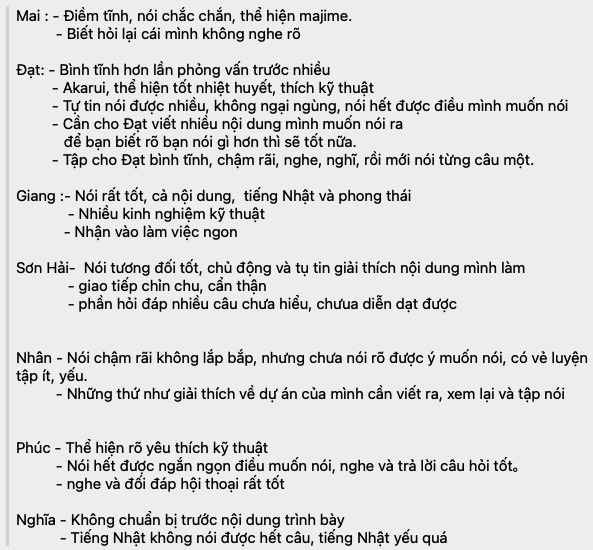 Mai : - Điềm tĩnh, nói chắc chắn, thể hiện majime.
- Biết hỏi lại cái mình không nghe rõ
Đạt: - Bình tĩnh hơn lần phỏng vấn trước nhiều
- Akarui, thể hiện tốt nhiệt huyết, thích kỹ thuật
- Tự tin nói được nhiều, không ngại ngùng, nói hết được điều mình muốn nói
- Cần cho Đạt viết nhiều nội dung mình muốn nói ra
để bạn biết rõ bạn nói gì hơn thì sẽ tốt nữa.
- Tập cho Đạt bình tĩnh, chậm rãi, nghe, nghĩ, rồi mới nói từng câu một.
Giang :- Nói rất tốt, cả nội dung, tiếng Nhật và phong thái
- Nhiều kinh nghiệm kỹ thuật
- Nhận vào làm việc ngon
Sơn Hải- Nói tương đối tốt, chủ động và tụ tin giải thích nội dung mình làm
- giao tiếp chỉn chu, cẩn thận
- phần hỏi đáp nhiều câu chưa hiểu, chưua diễn dạt được
Nhân - Nói chậm rãi không lắp bắp, nhưng chưa nói rõ được ý muốn nói, có vẻ luyện
tập ít, yếu.
- Những thứ như giải thích về dự án của mình cần viết ra, xem lại và tập nói
Phúc - Thể hiện rõ yêu thích kỹ thuật
- Nói hết được ngắn ngọn điều muốn nói, nghe và trả lời câu hỏi tốt。
- nghe và đối đáp hội thoại rất tốt
Nghĩa - Không chuẩn bị trước nội dung trình bày
- Tiếng Nhật không nói được hết câu, tiếng Nhật yếu quá